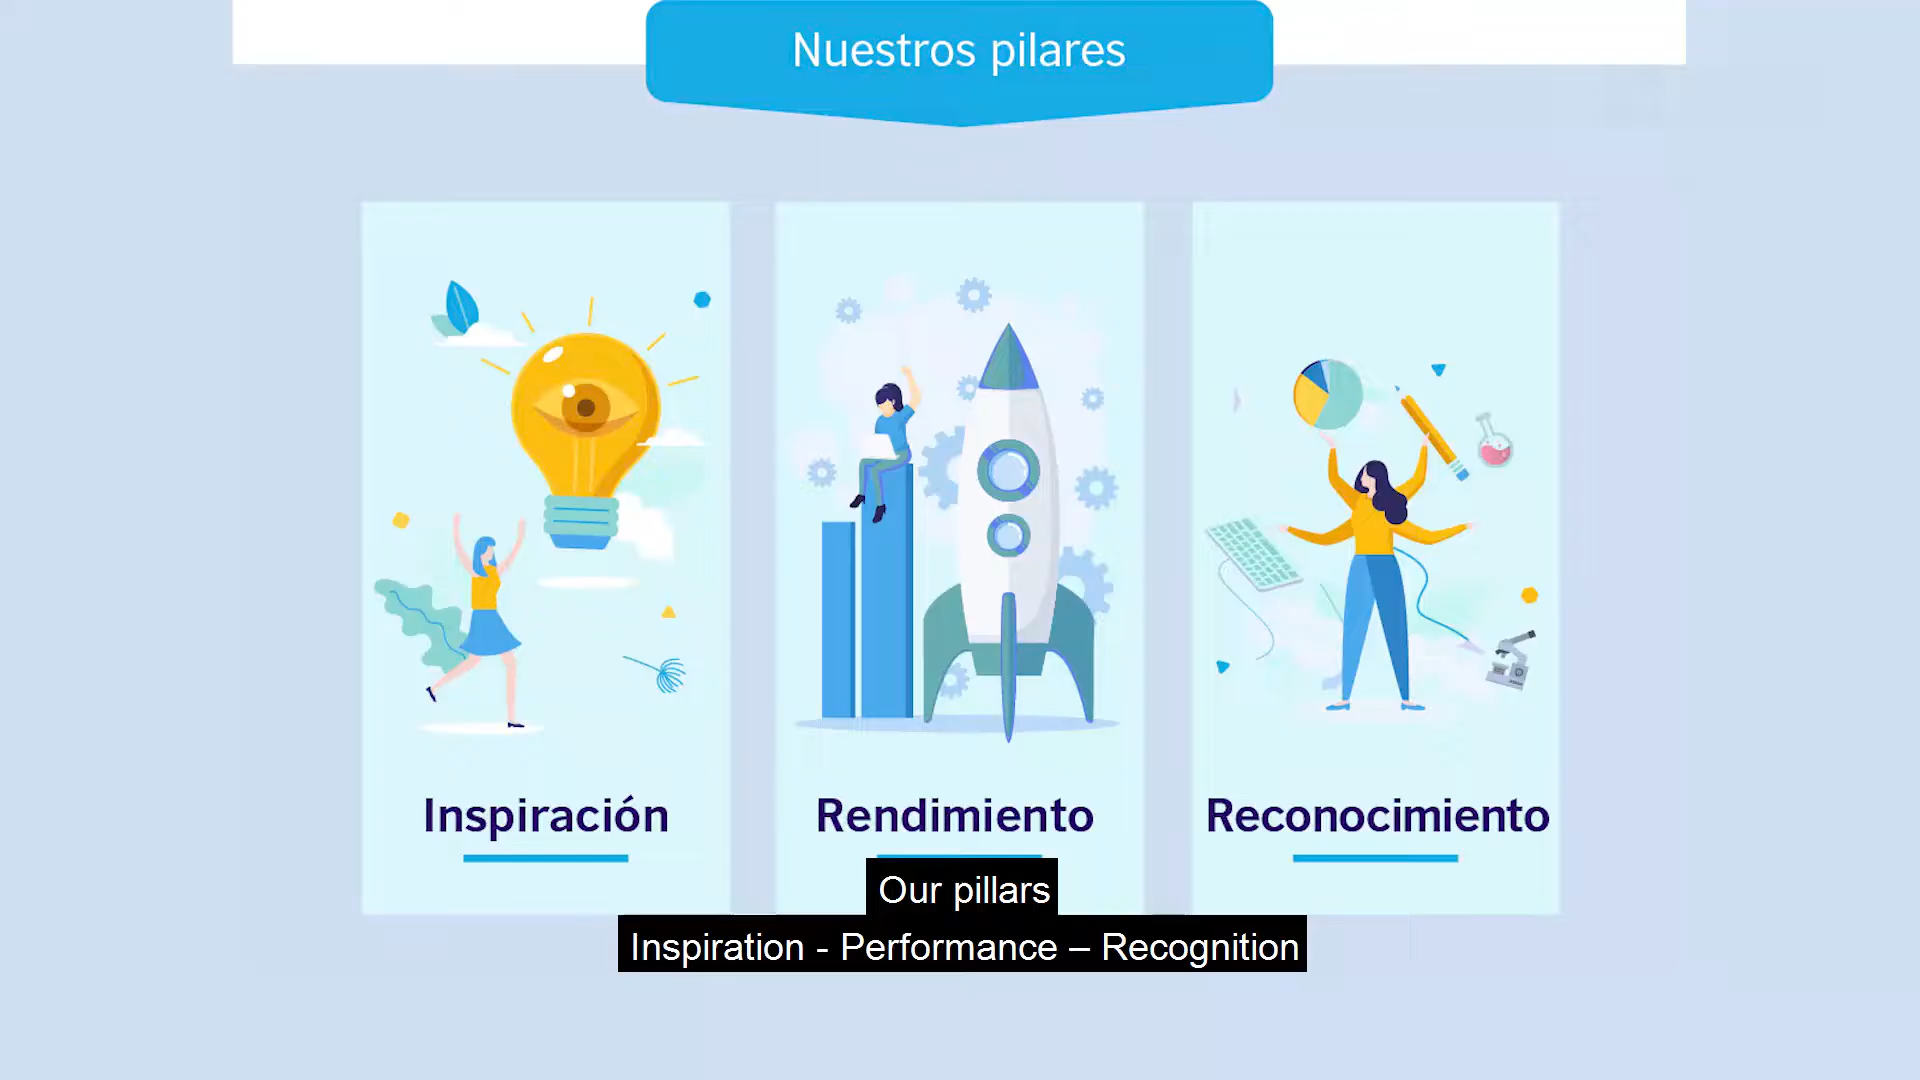 Nuestros pilares
Inspiración
Rendimiento
Reconocimiento
Our pillars
Inspiration - Performance – Recognition